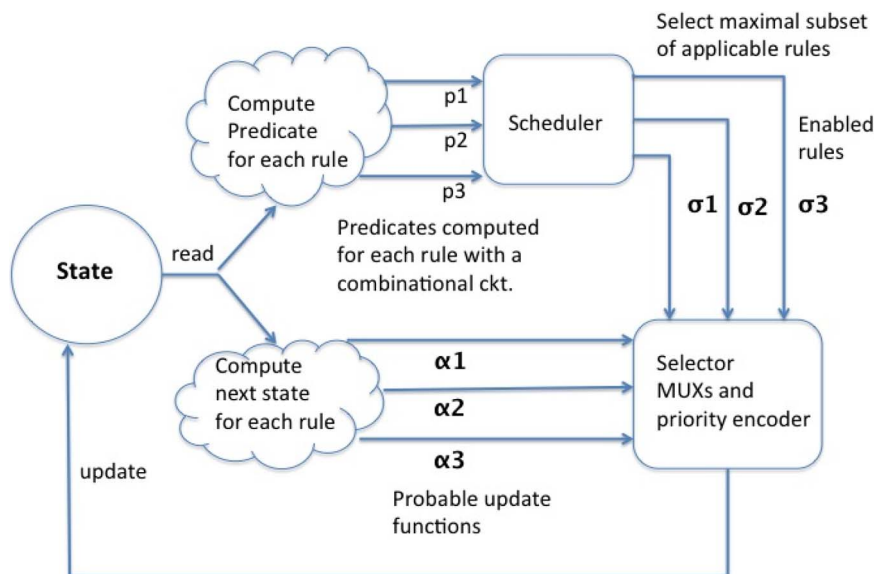 Select maximal subset
of applicable rules
Compute
Predicate
for each rule
p1
p2
p3
Scheduler
Enabled
rules
σ1
σ2
σ3
Predicates computed
for each rule with a
combinational ckt.
read
State
Compute
next state
for each rule
α1
α2
α3
Selector
MUXs and
priority encoder
update
Probable update
functions